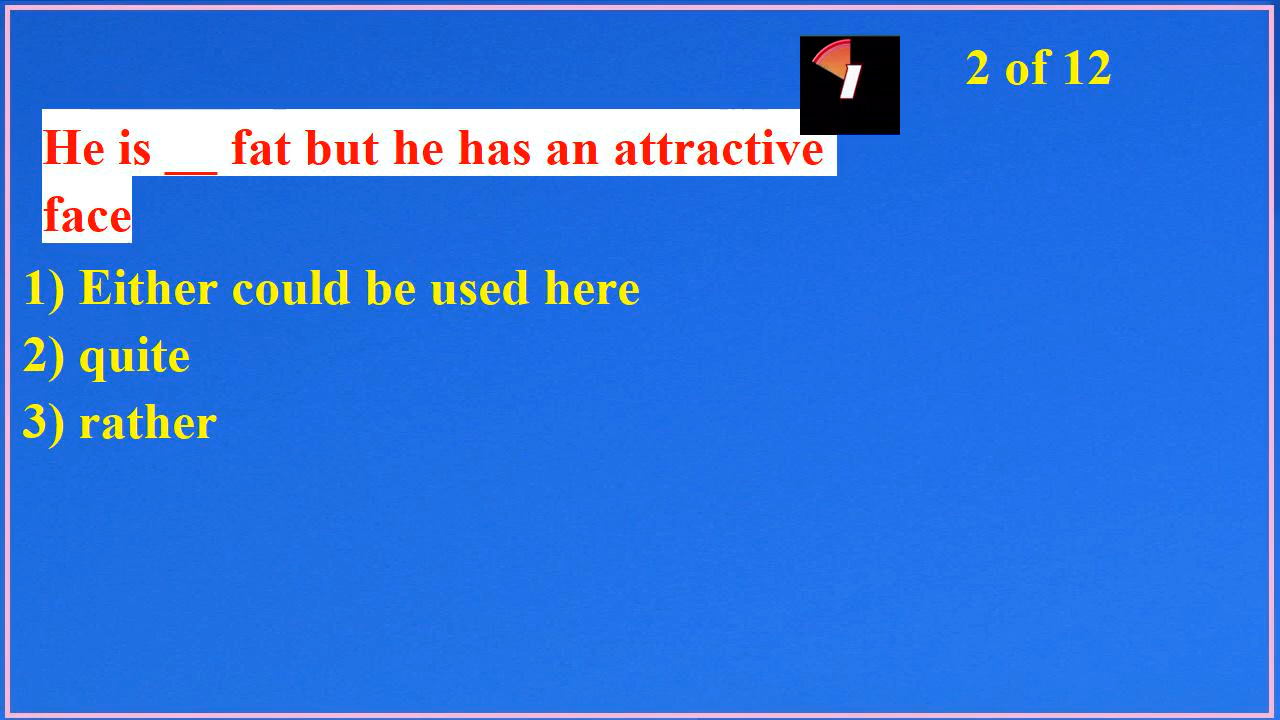 1
2 of 12
He is __ fat but he has an attractive
face
1) Either could be used here
2) quite
3) rather